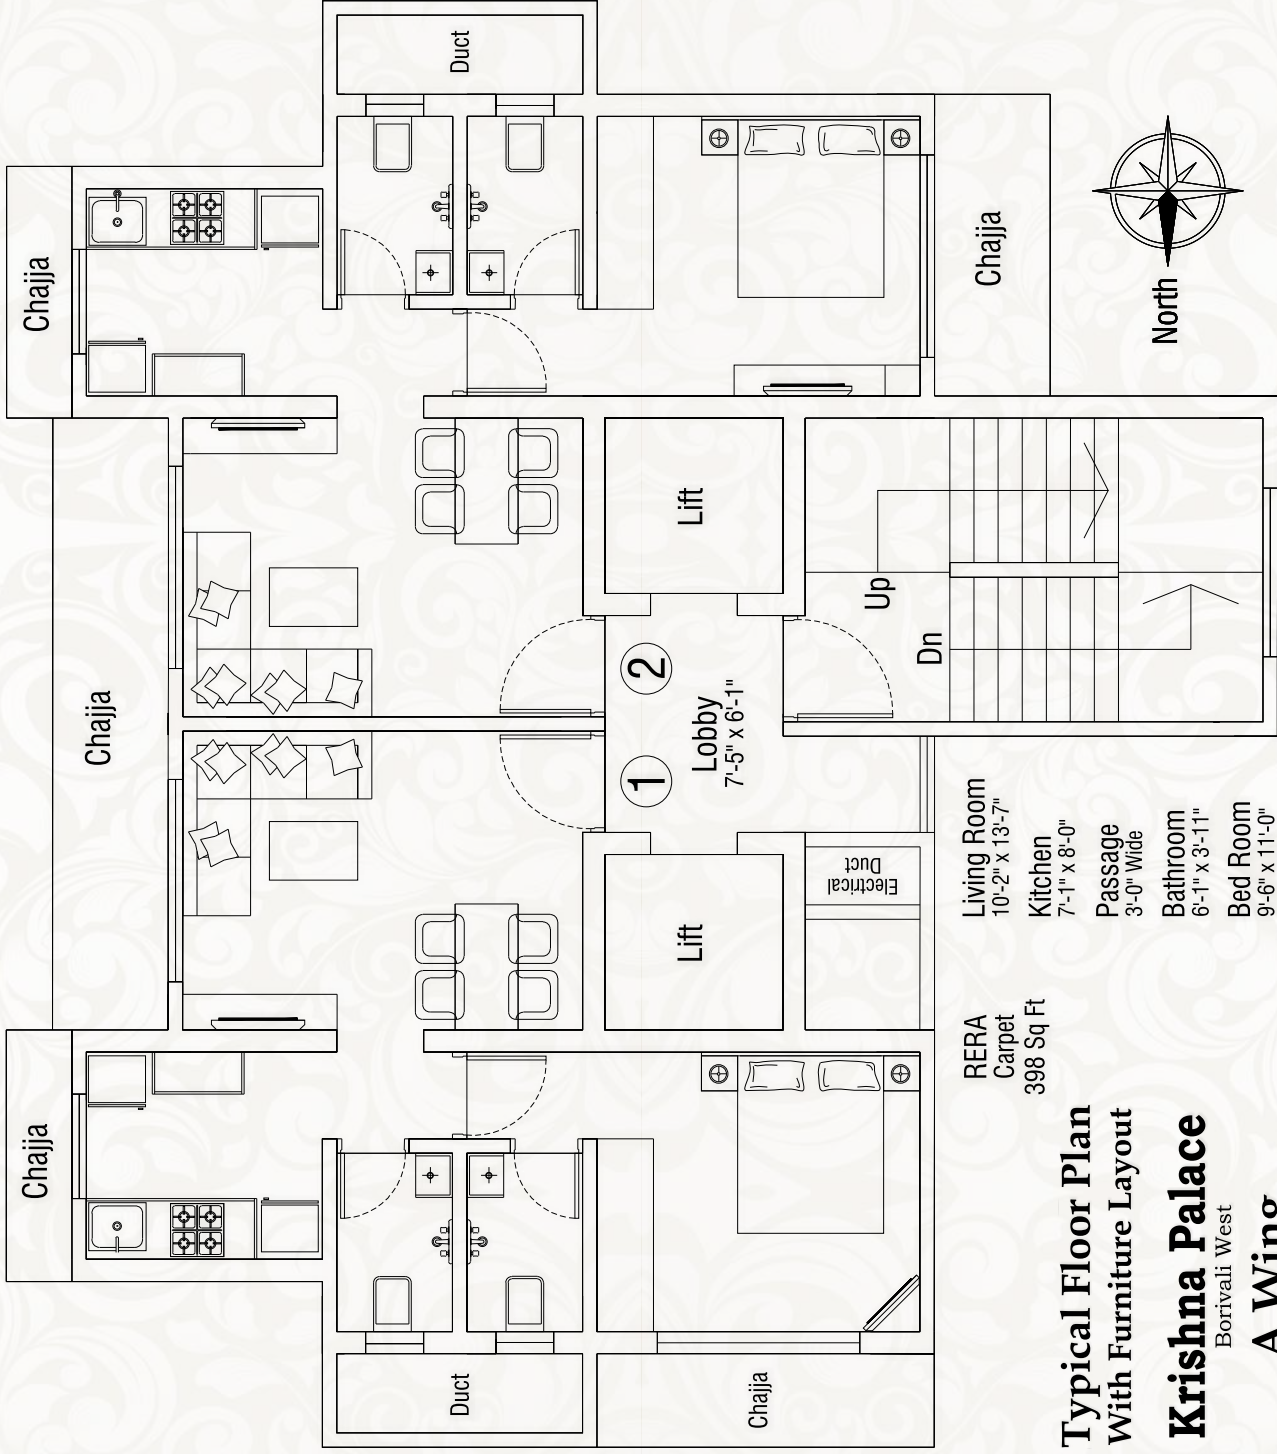 Typical Floor Plan
With Furniture Layout
Krishna Palace
Borivali West
A Wing
RERA
Carpet
398 Sq Ft
Living Room
10'-2" x 13'-7"
Kitchen
7'-1" x 8'-0"
Passage
3'-0" Wide
Bathroom
6'-1" x 3'-11"
Bed Room
9'-6" x 11'-0"
North
Chajja
Chajja
Chajja
Chajja
Chajja
Duct
Duct
Lift
Lift
1
2
Lobby
7'-5" x 6'-1"
Electrical
Duct
Up
Dn